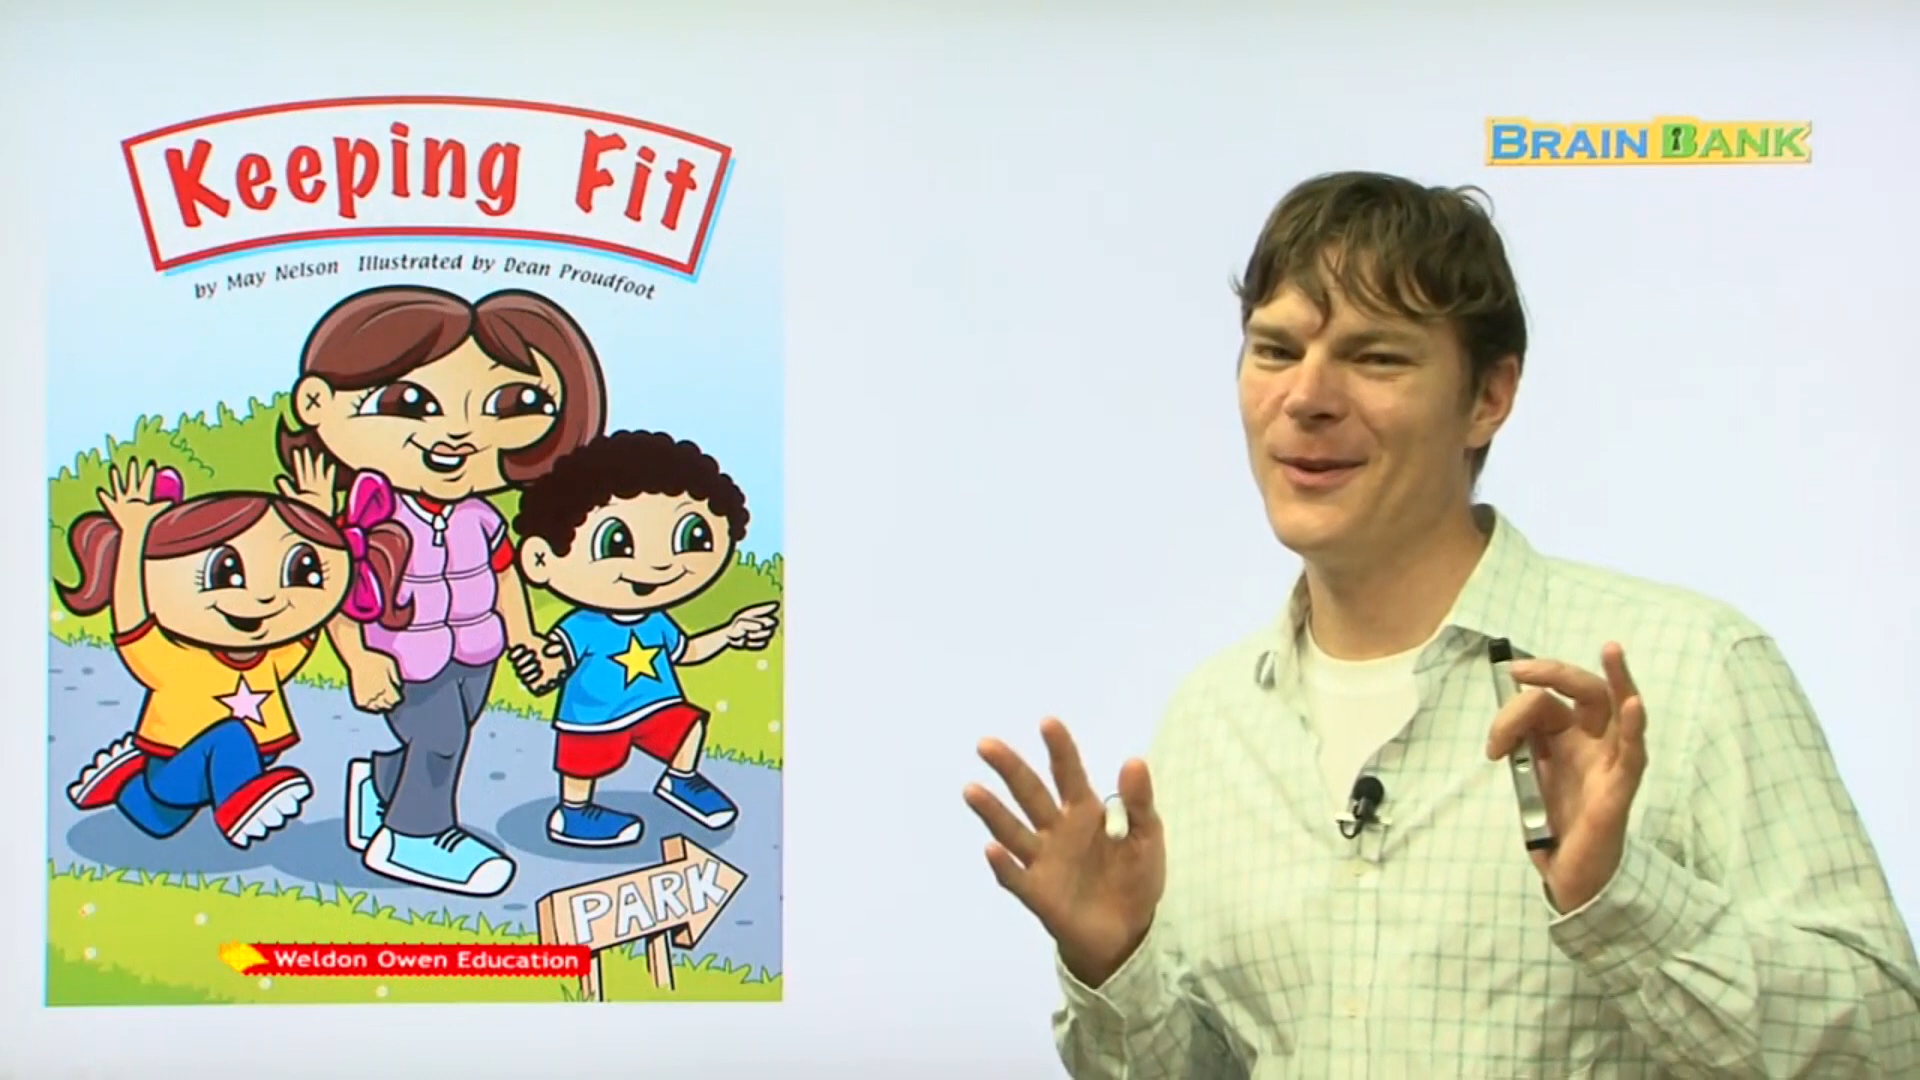 Keeping Fit
by May Nelson Illustrated by Dean Proudfoot
BRAIN BANK
PARK
Weldon Owen Education